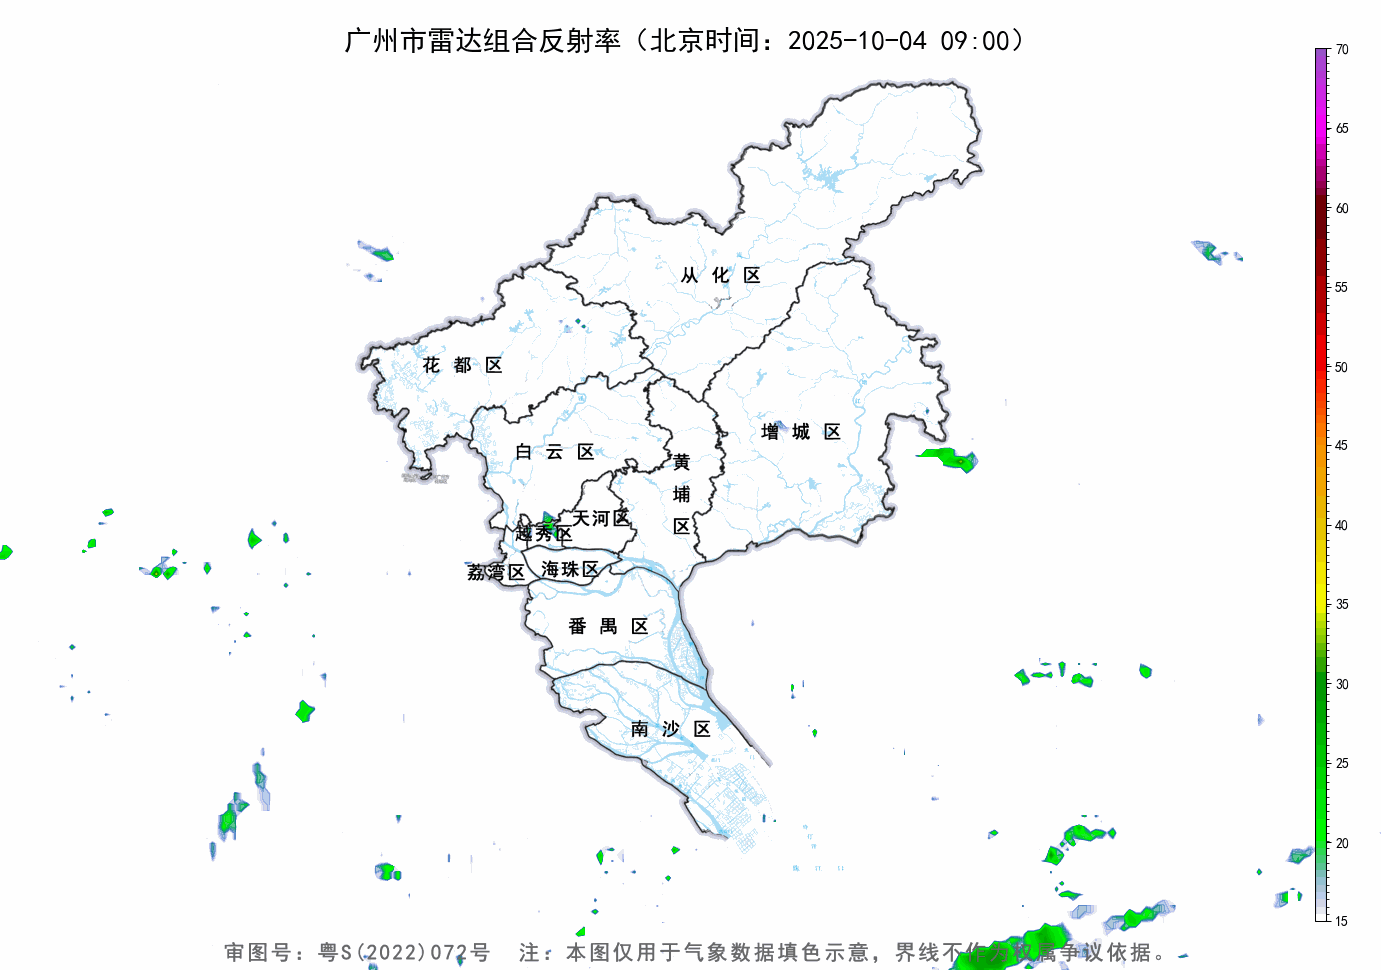 广州市雷达组合反射率（北京时间：2025-10-04 09:00）
70
65
60
55
50
45
40
35
30
25
20
15
从化区
花都区
增城区
白云区
黄埔区
天河区
越秀区
海珠区
荔湾区
番禺区
南沙区
审图号：粤S(2022)072号 注：本图仅用于气象数据填色示意，界线不作为权属争议依据。